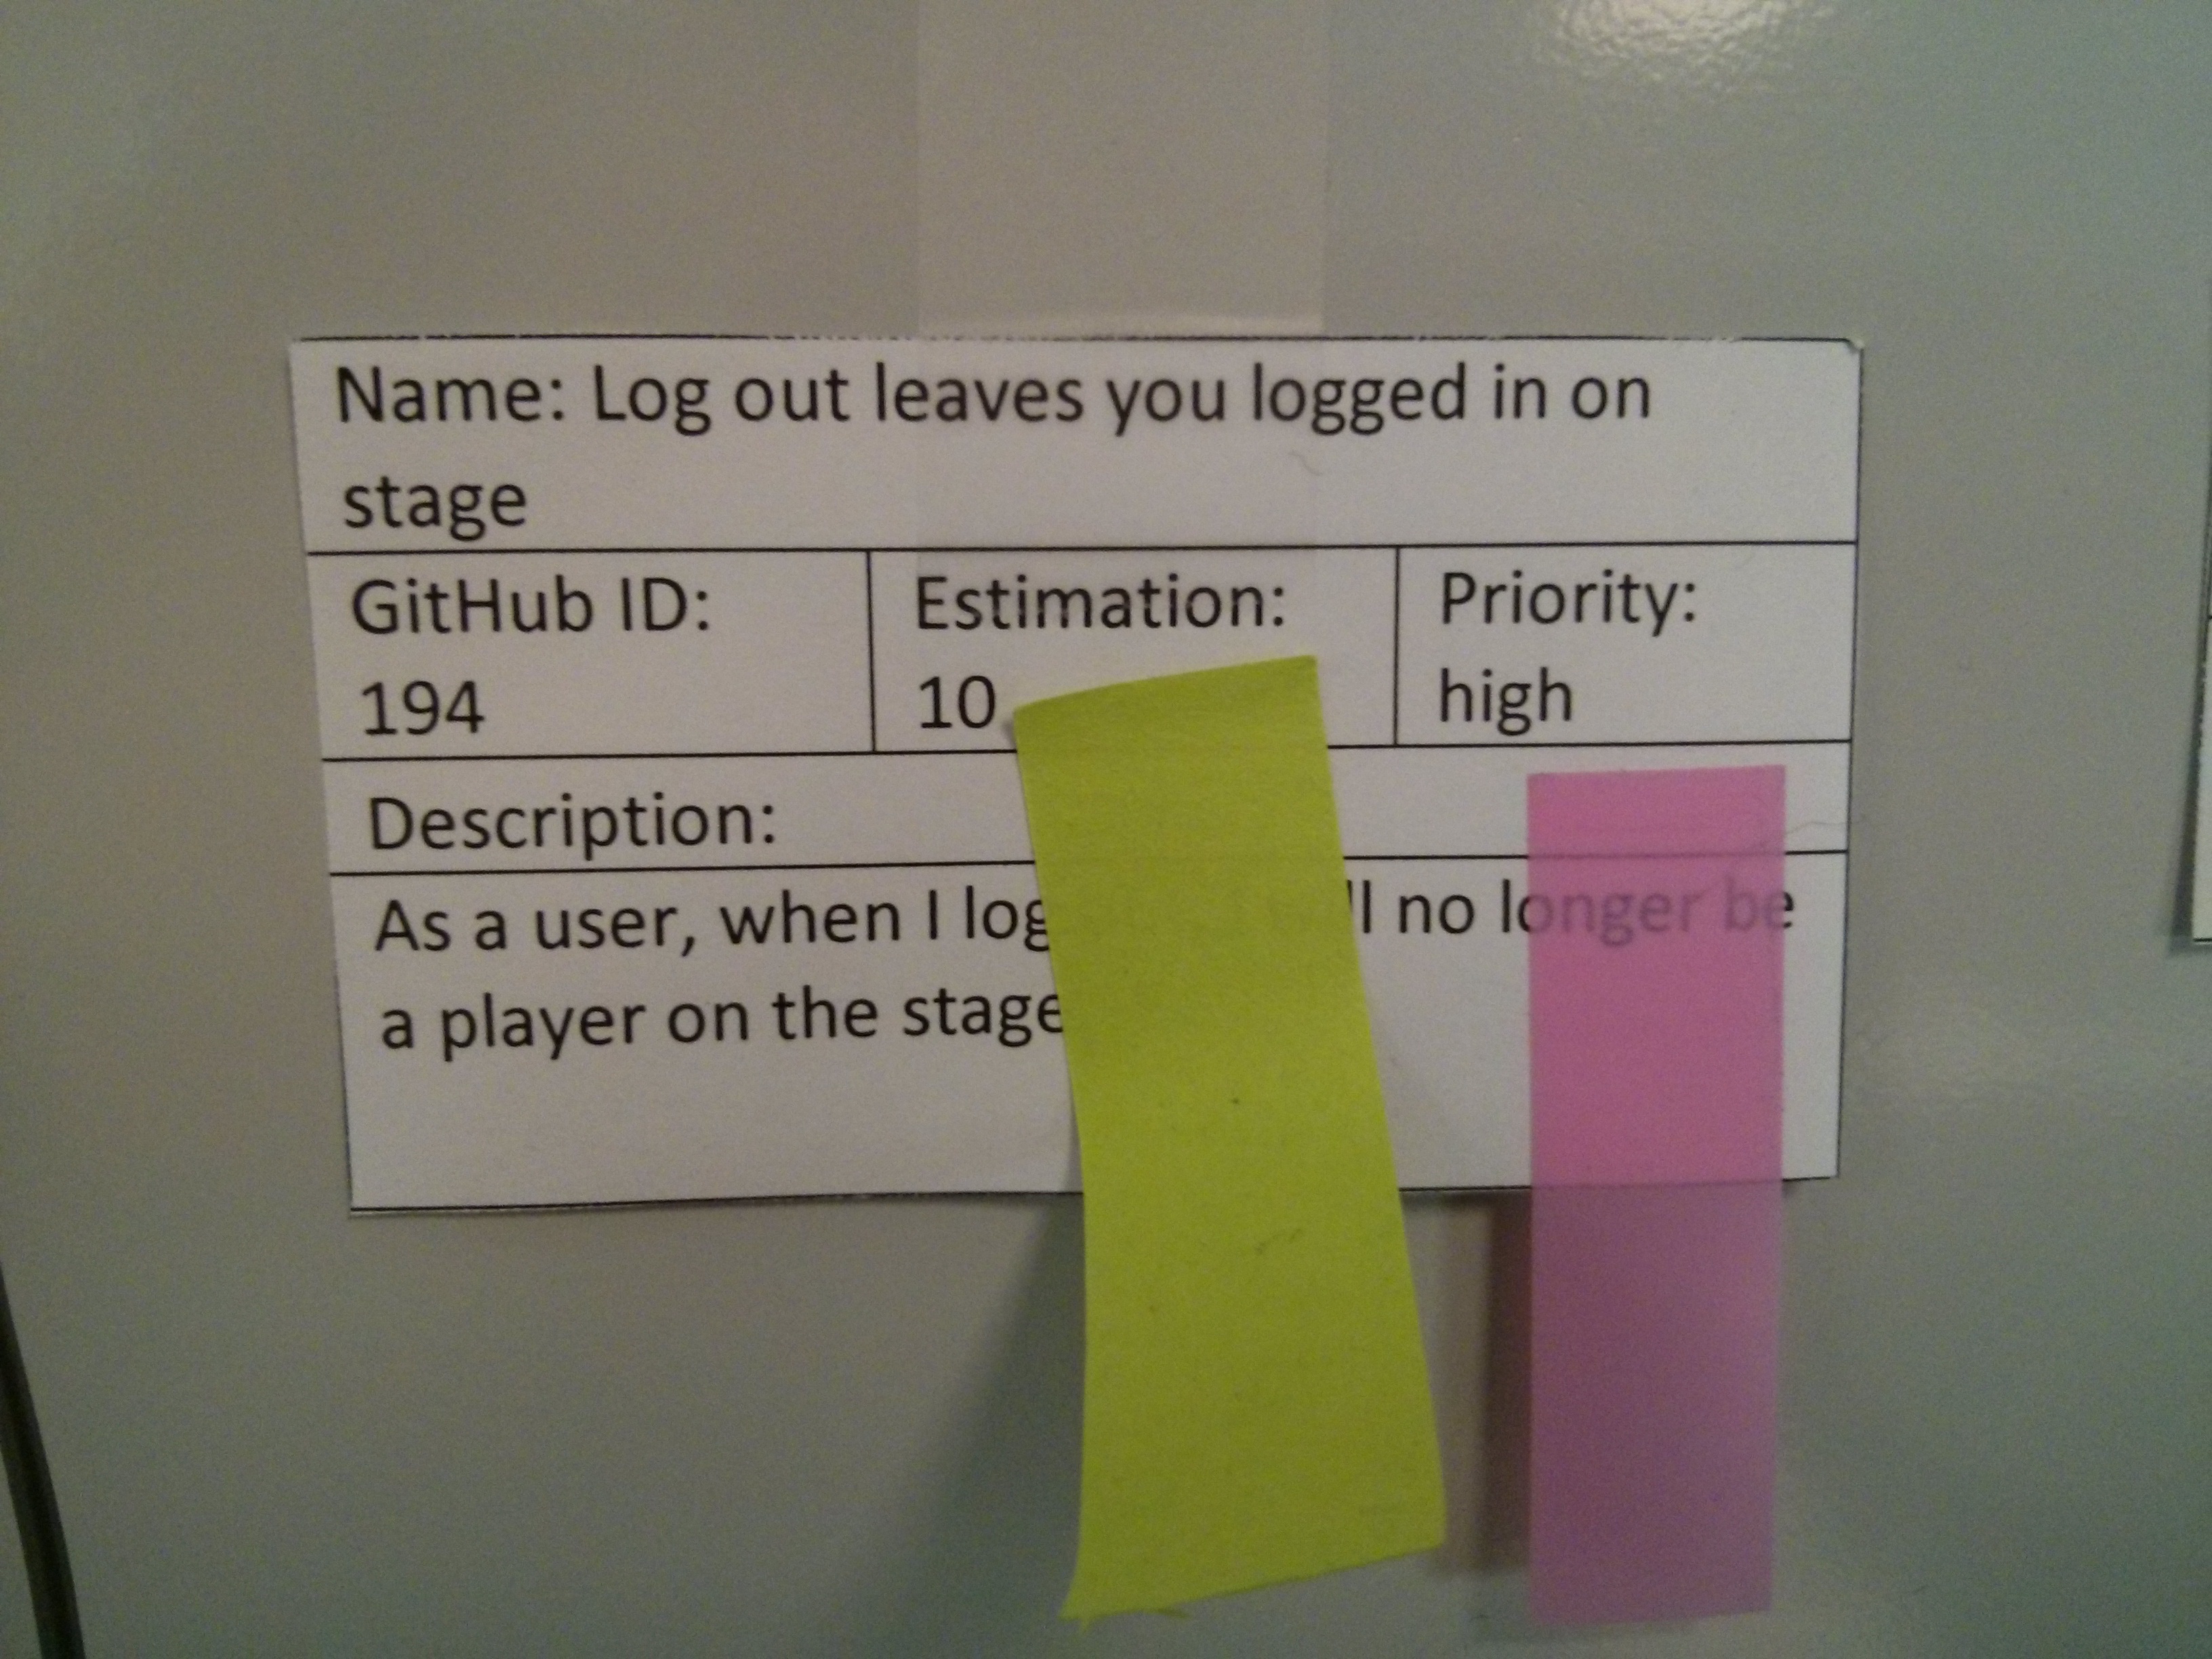 Name: Log out leaves you logged in on
stage
GitHub ID:
194
Estimation:
10
Priority:
high
Description:
As a user, when I log ll no longer be
a player on the stage